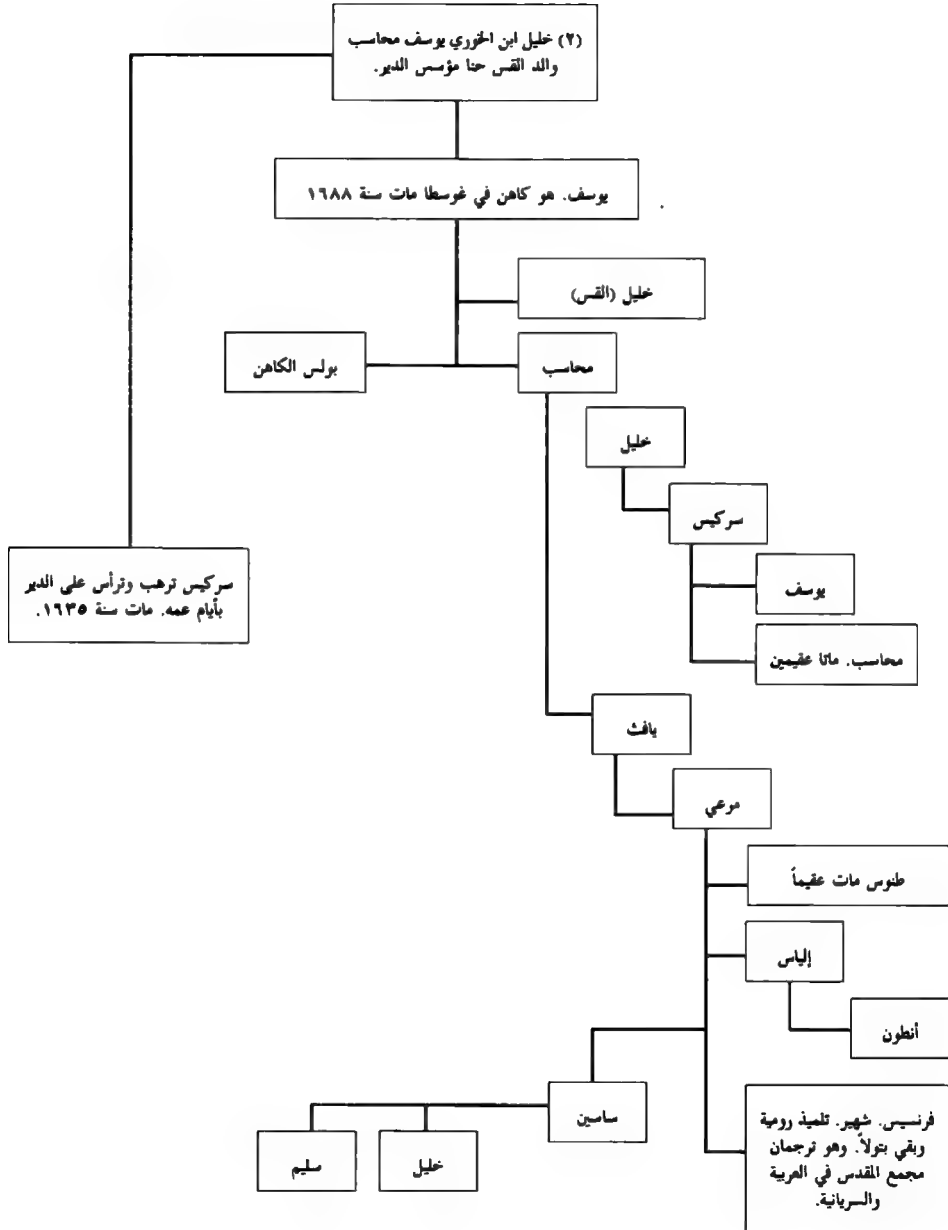 (٢) خليل ابن الخوري يوسف محاسب
والد القس حنا مؤسس الدير.
يوسف. هو كاهن في غوسطا مات سنة ١٦٨٨
خليل (القس)
محاسب
بولس الكاهن
خليل
سركيس
سركيس ترهب وترأس على الدير
بأيام عمه. مات سنة ١٦٣٥.
يوسف
محاسب. ماتا عقيمين
يافث
موعي
طنوس مات عقيماً
إلياس
أنطون
ساسين
خليل
سليم
فرنسيس. شهير. تلميذ رومية
وبقي بتولاً. وهو ترجمان
مجمع المقدس في العربية
والسريانية.